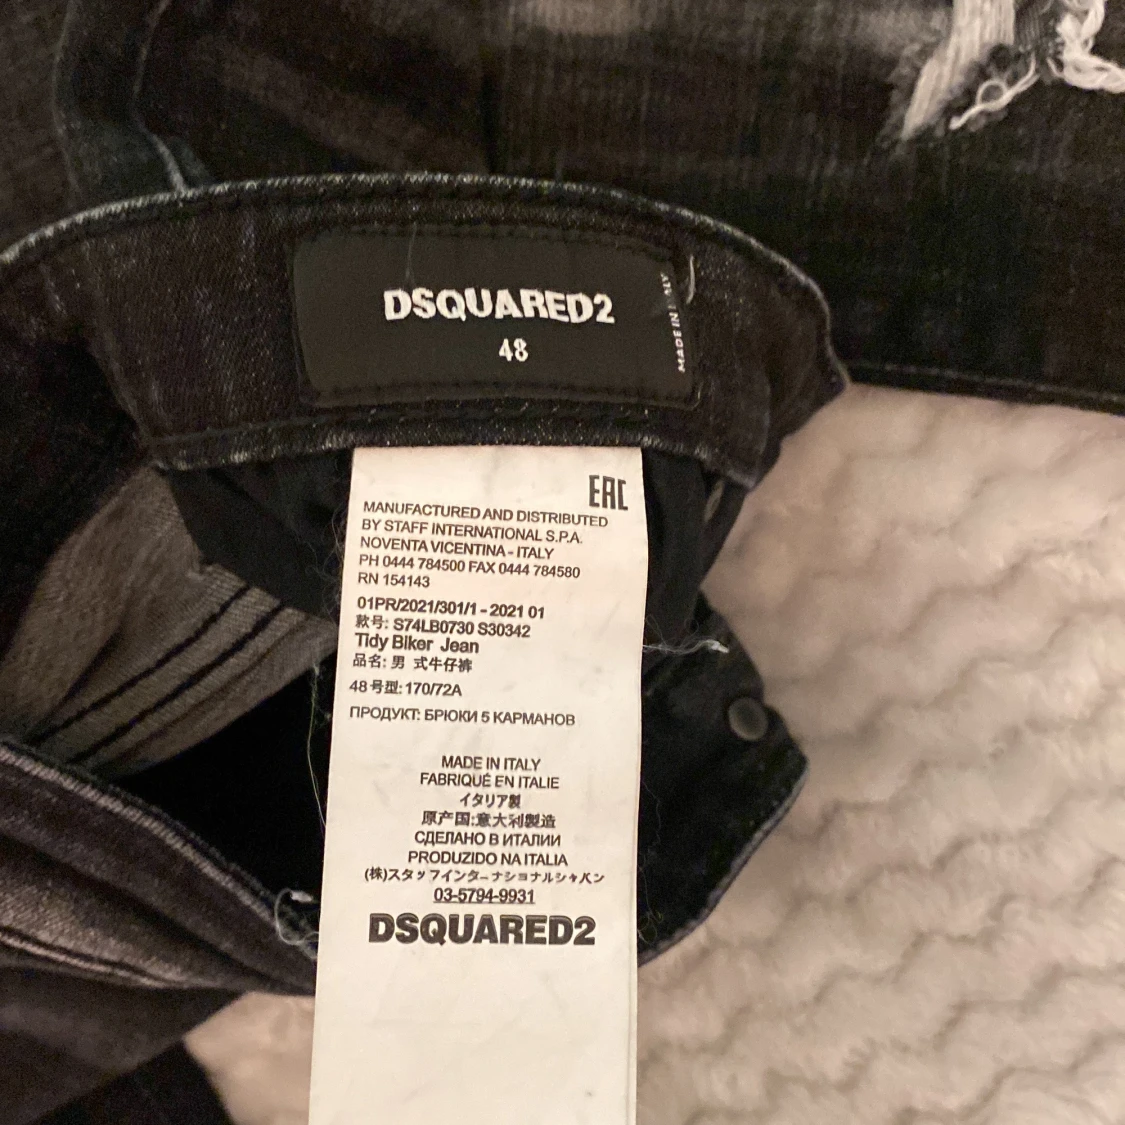 DSQUARED2
48
MADE IN ITALY
EAC
MANUFACTURED AND DISTRIBUTED
BY STAFF INTERNATIONAL S.P.A.
NOVENTA VICENTINA - ITALY
PH 0444 784500 FAX 0444 784580
RN 154143
01PR/2021/301/1 - 2021 01
款号: S74LB0730 S30342
Tidy Biker Jean
品名: 男 式牛仔裤
48 号型: 170/72A
ПРОДУКТ: БРЮКИ 5 КАРМАНОВ
MADE IN ITALY
FABRIQUÉ EN ITALIE
イタリア製
原产国:意大利製造
СДЕЛАНО В ИТАЛИИ
PRODUZIDO NA ITALIA
(株)スタッフインターナショナルジャパン
03-5794-9931
DSQUARED2